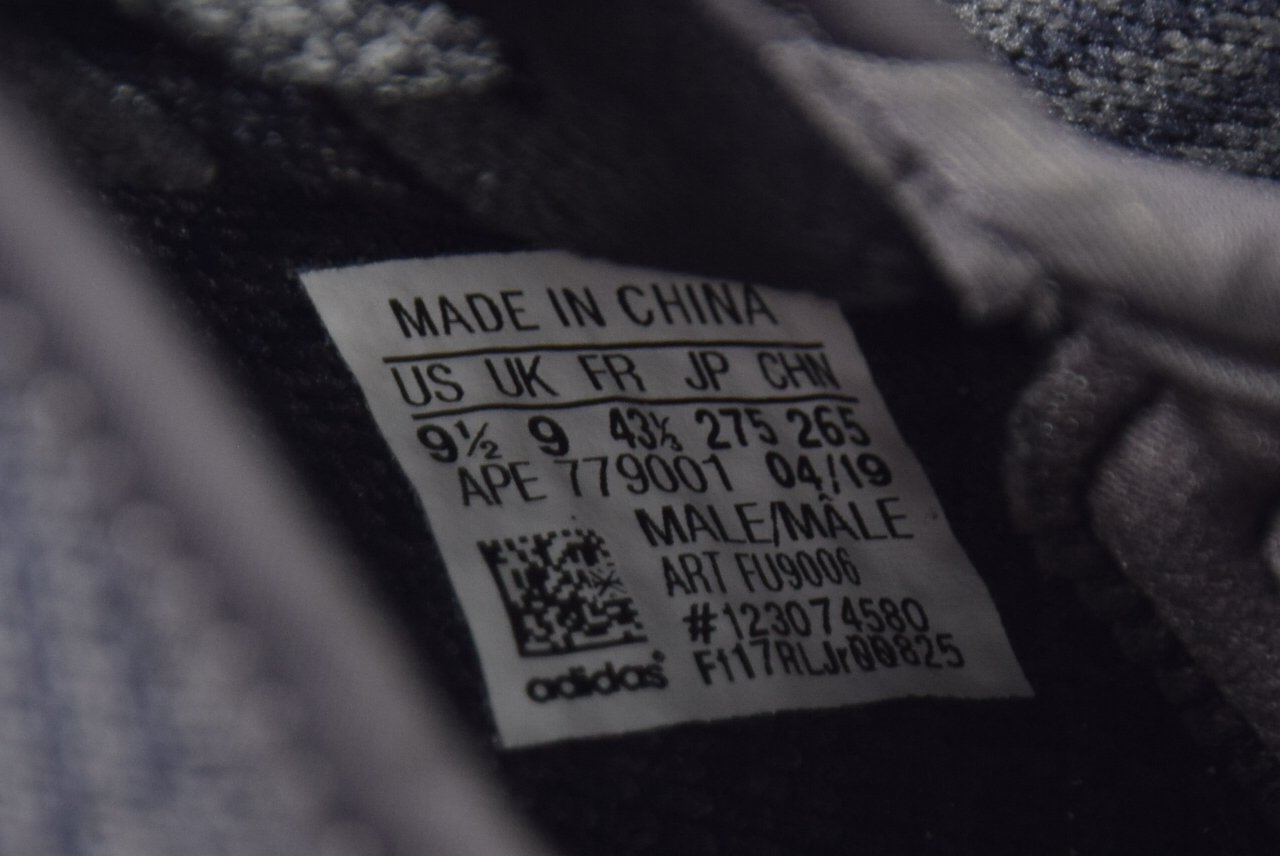 MADE IN CHINA
US UK FR JP CHN
9½ 9 43⅓ 275 265
APE 779001 04/19
MALE/MÂLE
ART FU9006
#123074580
F117RLJr00825
adidas